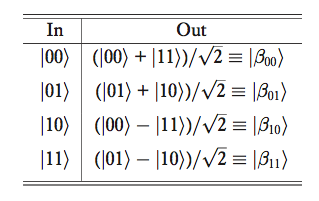 In Out
|00⟩ (|00⟩ + |11⟩)/√2 ≡ |β₀₀⟩
|01⟩ (|01⟩ + |10⟩)/√2 ≡ |β₀₁⟩
|10⟩ (|00⟩ − |11⟩)/√2 ≡ |β₁₀⟩
|11⟩ (|01⟩ − |10⟩)/√2 ≡ |β₁₁⟩